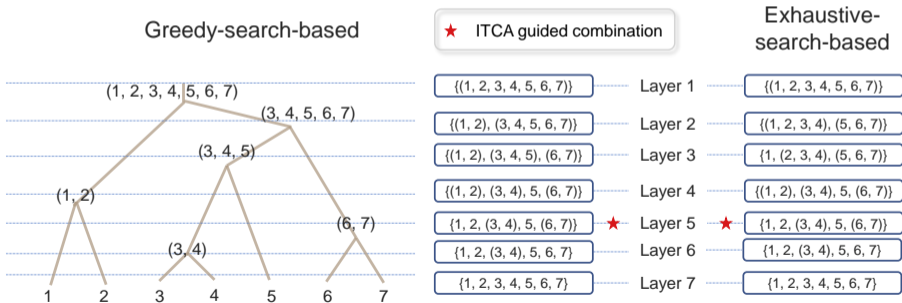 Greedy-search-based
ITCA guided combination
Exhaustive-
search-based
(1, 2, 3, 4, 5, 6, 7)
(3, 4, 5, 6, 7)
(3, 4, 5)
(1, 2)
(6, 7)
(3, 4)
1 2 3 4 5 6 7
{(1, 2, 3, 4, 5, 6, 7)} Layer 1 {(1, 2, 3, 4, 5, 6, 7)}
{(1, 2), (3, 4, 5, 6, 7)} Layer 2 {(1, 2, 3, 4), (5, 6, 7)}
{(1, 2), (3, 4, 5), (6, 7)} Layer 3 {1, (2, 3, 4), (5, 6, 7)}
{(1, 2), (3, 4), 5, (6, 7)} Layer 4 {(1, 2), (3, 4), 5, (6, 7)}
{1, 2, (3, 4), 5, (6, 7)} Layer 5 {1, 2, (3, 4), 5, (6, 7)}
{1, 2, (3, 4), 5, 6, 7} Layer 6 {1, 2, (3, 4), 5, 6, 7}
{1, 2, 3, 4, 5, 6, 7} Layer 7 {1, 2, 3, 4, 5, 6, 7}